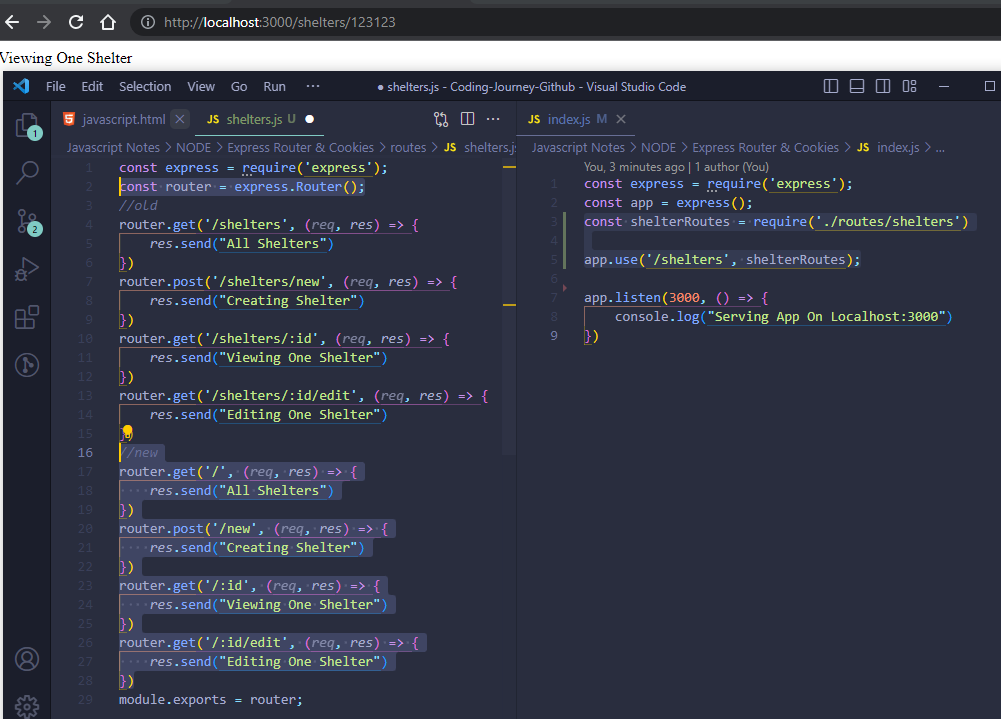 http://localhost:3000/shelters/123123
Viewing One Shelter
File Edit Selection View Go Run ··· ● shelters.js - Coding-Journey-Github - Visual Studio Code
javascript.html JS shelters.js U ●
JS index.js M
Javascript Notes > NODE > Express Router & Cookies > routes > JS shelters.js
Javascript Notes > NODE > Express Router & Cookies > JS index.js > ...
1
2
1 const express = require('express');
2 const router = express.Router();
3 //old
4 router.get('/shelters', (req, res) => {
5 res.send("All Shelters")
6 })
7 router.post('/shelters/new', (req, res) => {
8 res.send("Creating Shelter")
9 })
10 router.get('/shelters/:id', (req, res) => {
11 res.send("Viewing One Shelter")
12 })
13 router.get('/shelters/:id/edit', (req, res) => {
14 res.send("Editing One Shelter")
15 })
16 //new
17 router.get('/', (req, res) => {
18 res.send("All Shelters")
19 })
20 router.post('/new', (req, res) => {
21 res.send("Creating Shelter")
22 })
23 router.get('/:id', (req, res) => {
24 res.send("Viewing One Shelter")
25 })
26 router.get('/:id/edit', (req, res) => {
27 res.send("Editing One Shelter")
28 })
29 module.exports = router;
You, 3 minutes ago | 1 author (You)
1 const express = require('express');
2 const app = express();
3 const shelterRoutes = require('./routes/shelters')
4
5 app.use('/shelters', shelterRoutes);
6
7 app.listen(3000, () => {
8 console.log("Serving App On Localhost:3000")
9 })